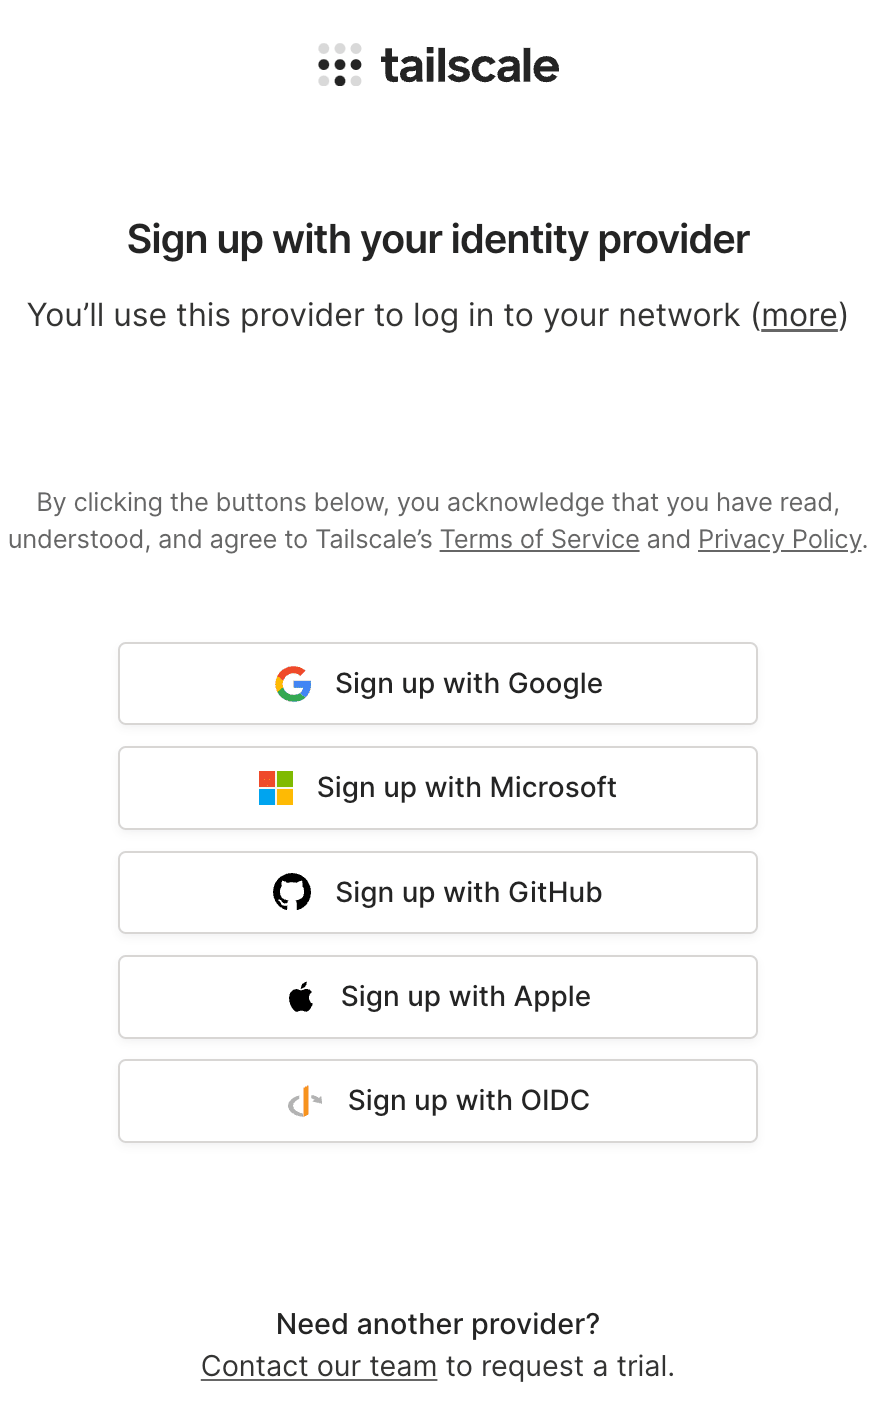 tailscale
Sign up with your identity provider
You’ll use this provider to log in to your network (more)
By clicking the buttons below, you acknowledge that you have read,
understood, and agree to Tailscale’s Terms of Service and Privacy Policy.
Sign up with Google
Sign up with Microsoft
Sign up with GitHub
Sign up with Apple
Sign up with OIDC
Need another provider?
Contact our team to request a trial.